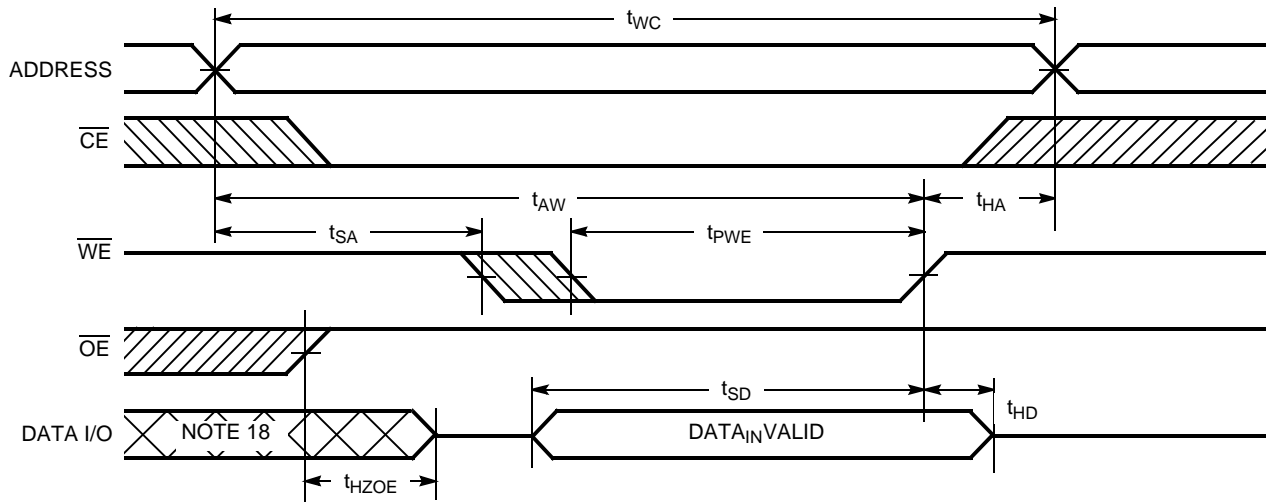 tWC
ADDRESS
CE
tAW
tHA
tSA
tPWE
WE
OE
tSD
tHD
DATA I/O
NOTE 18
DATAINVALID
tHZOE